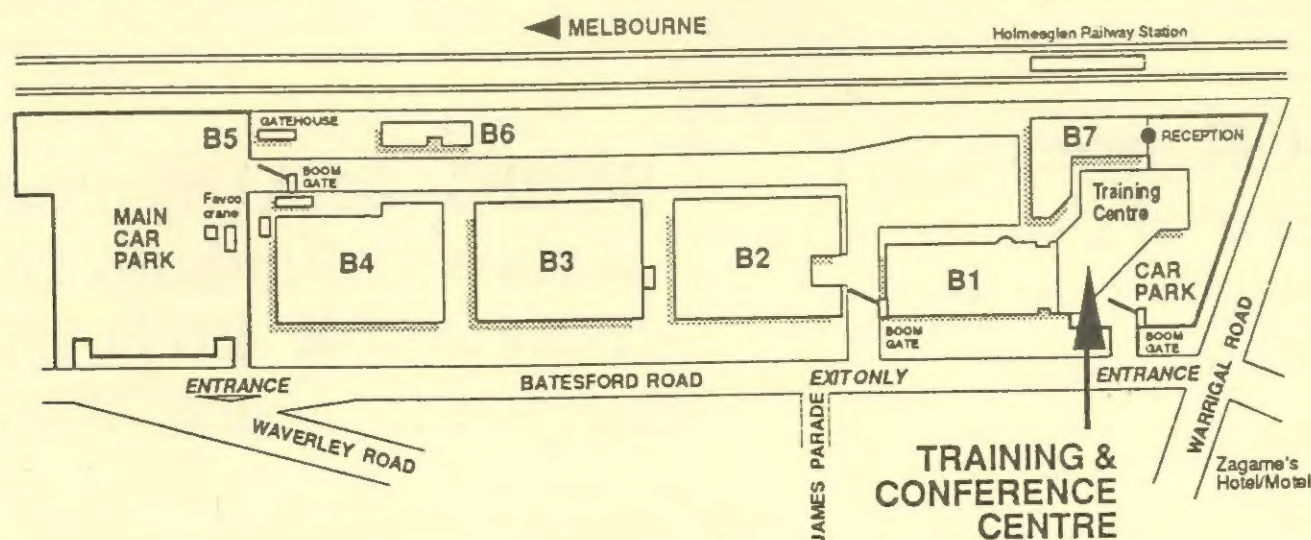 MELBOURNE
Holmesglen Railway Station
GATEHOUSE
B5
B6
B7
RECEPTION
BOOM
GATE
Favco
crane
MAIN
CAR
PARK
Training
Centre
B4
B3
B2
B1
CAR
PARK
BOOM
GATE
BOOM
GATE
ENTRANCE
BATESFORD ROAD
EXIT ONLY
ENTRANCE
WAVERLEY ROAD
JAMES PARADE
WARRIGAL ROAD
TRAINING &
CONFERENCE
CENTRE
Zagame's
Hotel/Motel